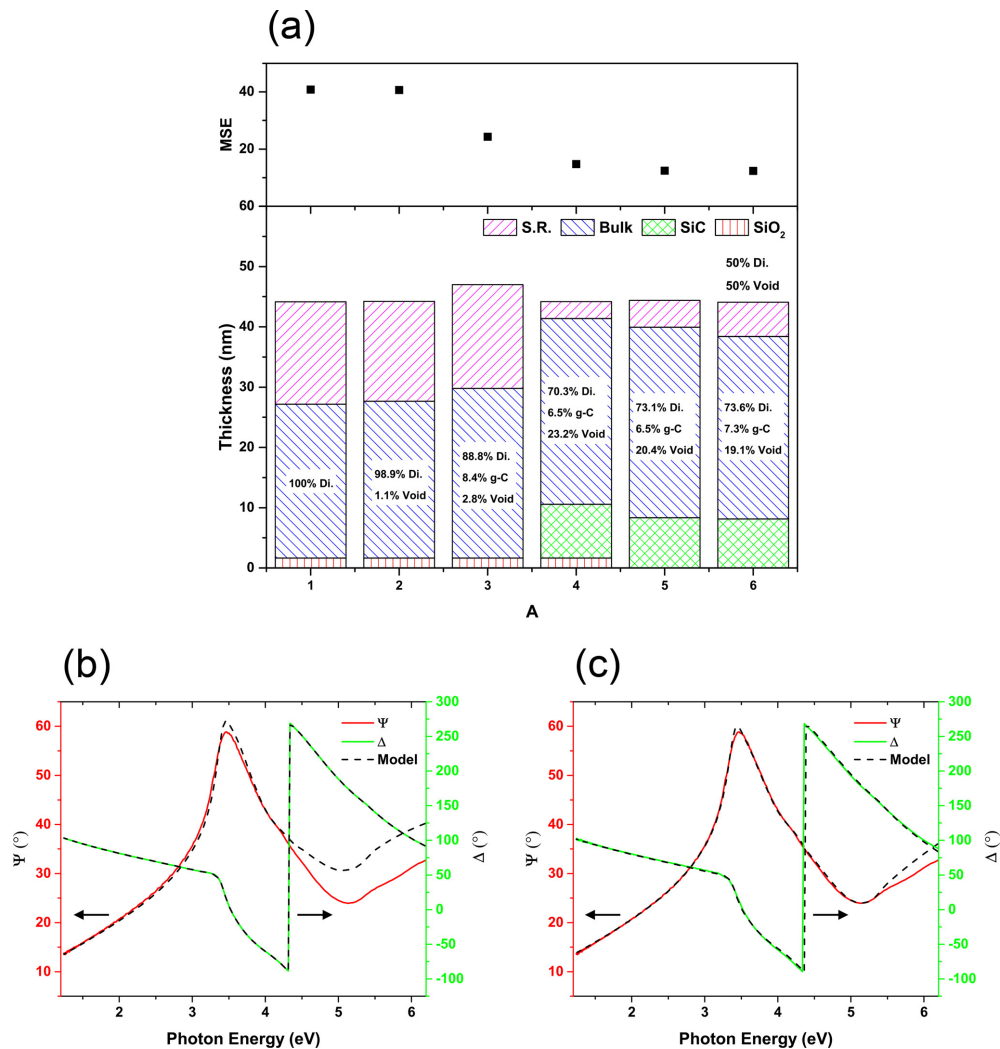 (a)
MSE
40
20
60
S.R.
Bulk
SiC
SiO₂
50% Di.
50% Void
50
40
30
20
10
0
Thickness (nm)
100% Di.
98.9% Di.
1.1% Void
88.8% Di.
8.4% g-C
2.8% Void
70.3% Di.
6.5% g-C
23.2% Void
73.1% Di.
6.5% g-C
20.4% Void
73.6% Di.
7.3% g-C
19.1% Void
1 2 3 4 5 6
A
(b)
Ψ (°)
60
50
40
30
20
10
Ψ
Δ
Model
300
250
200
150
100
50
0
-50
-100
Δ (°)
2 3 4 5 6
Photon Energy (eV)
(c)
Ψ (°)
60
50
40
30
20
10
Ψ
Δ
Model
300
250
200
150
100
50
0
-50
-100
Δ (°)
2 3 4 5 6
Photon Energy (eV)